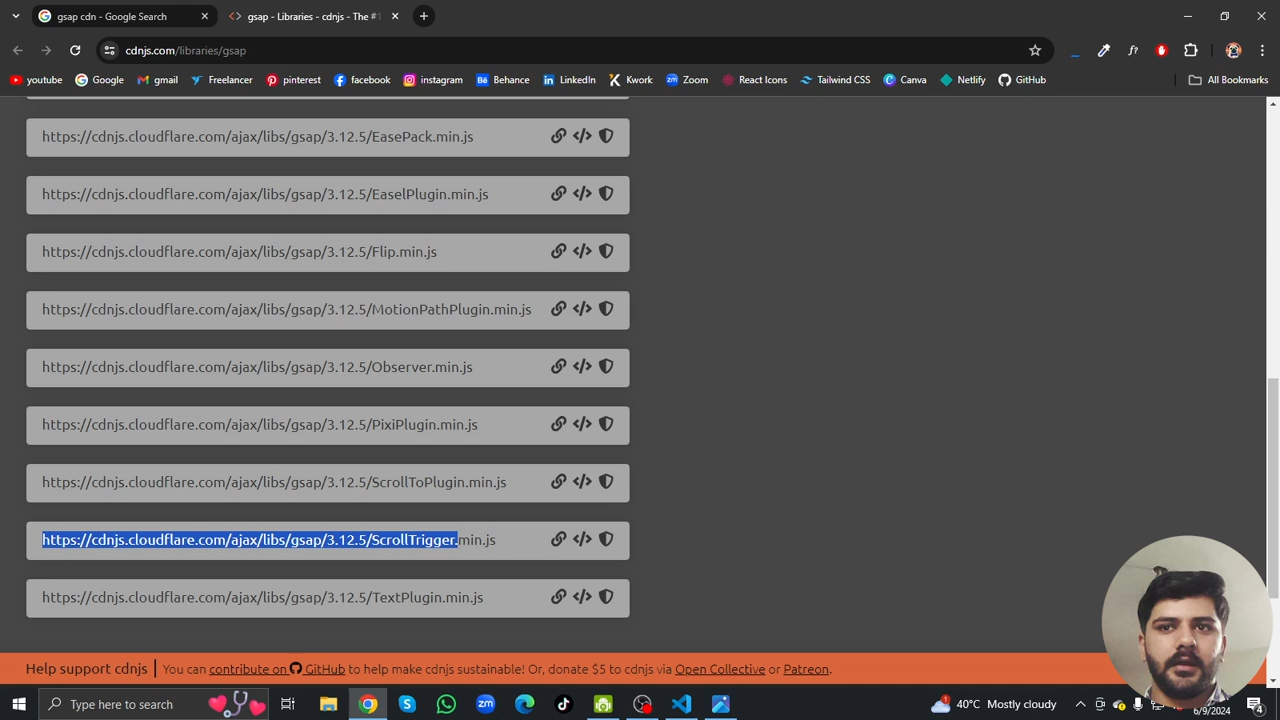 gsap cdn - Google Search
gsap - Libraries - cdnjs - The #1
cdnjs.com/libraries/gsap
youtube
Google
gmail
Freelancer
pinterest
facebook
instagram
Behance
LinkedIn
Kwork
Zoom
React Icons
Tailwind CSS
Canva
Netlify
GitHub
All Bookmarks
https://cdnjs.cloudflare.com/ajax/libs/gsap/3.12.5/EasePack.min.js
https://cdnjs.cloudflare.com/ajax/libs/gsap/3.12.5/EaselPlugin.min.js
https://cdnjs.cloudflare.com/ajax/libs/gsap/3.12.5/Flip.min.js
https://cdnjs.cloudflare.com/ajax/libs/gsap/3.12.5/MotionPathPlugin.min.js
https://cdnjs.cloudflare.com/ajax/libs/gsap/3.12.5/Observer.min.js
https://cdnjs.cloudflare.com/ajax/libs/gsap/3.12.5/PixiPlugin.min.js
https://cdnjs.cloudflare.com/ajax/libs/gsap/3.12.5/ScrollToPlugin.min.js
https://cdnjs.cloudflare.com/ajax/libs/gsap/3.12.5/ScrollTrigger.min.js
https://cdnjs.cloudflare.com/ajax/libs/gsap/3.12.5/TextPlugin.min.js
Help support cdnjs You can contribute on GitHub to help make cdnjs sustainable! Or, donate $5 to cdnjs via Open Collective or Patreon.
Type here to search
40°C Mostly cloudy
6/9/2024